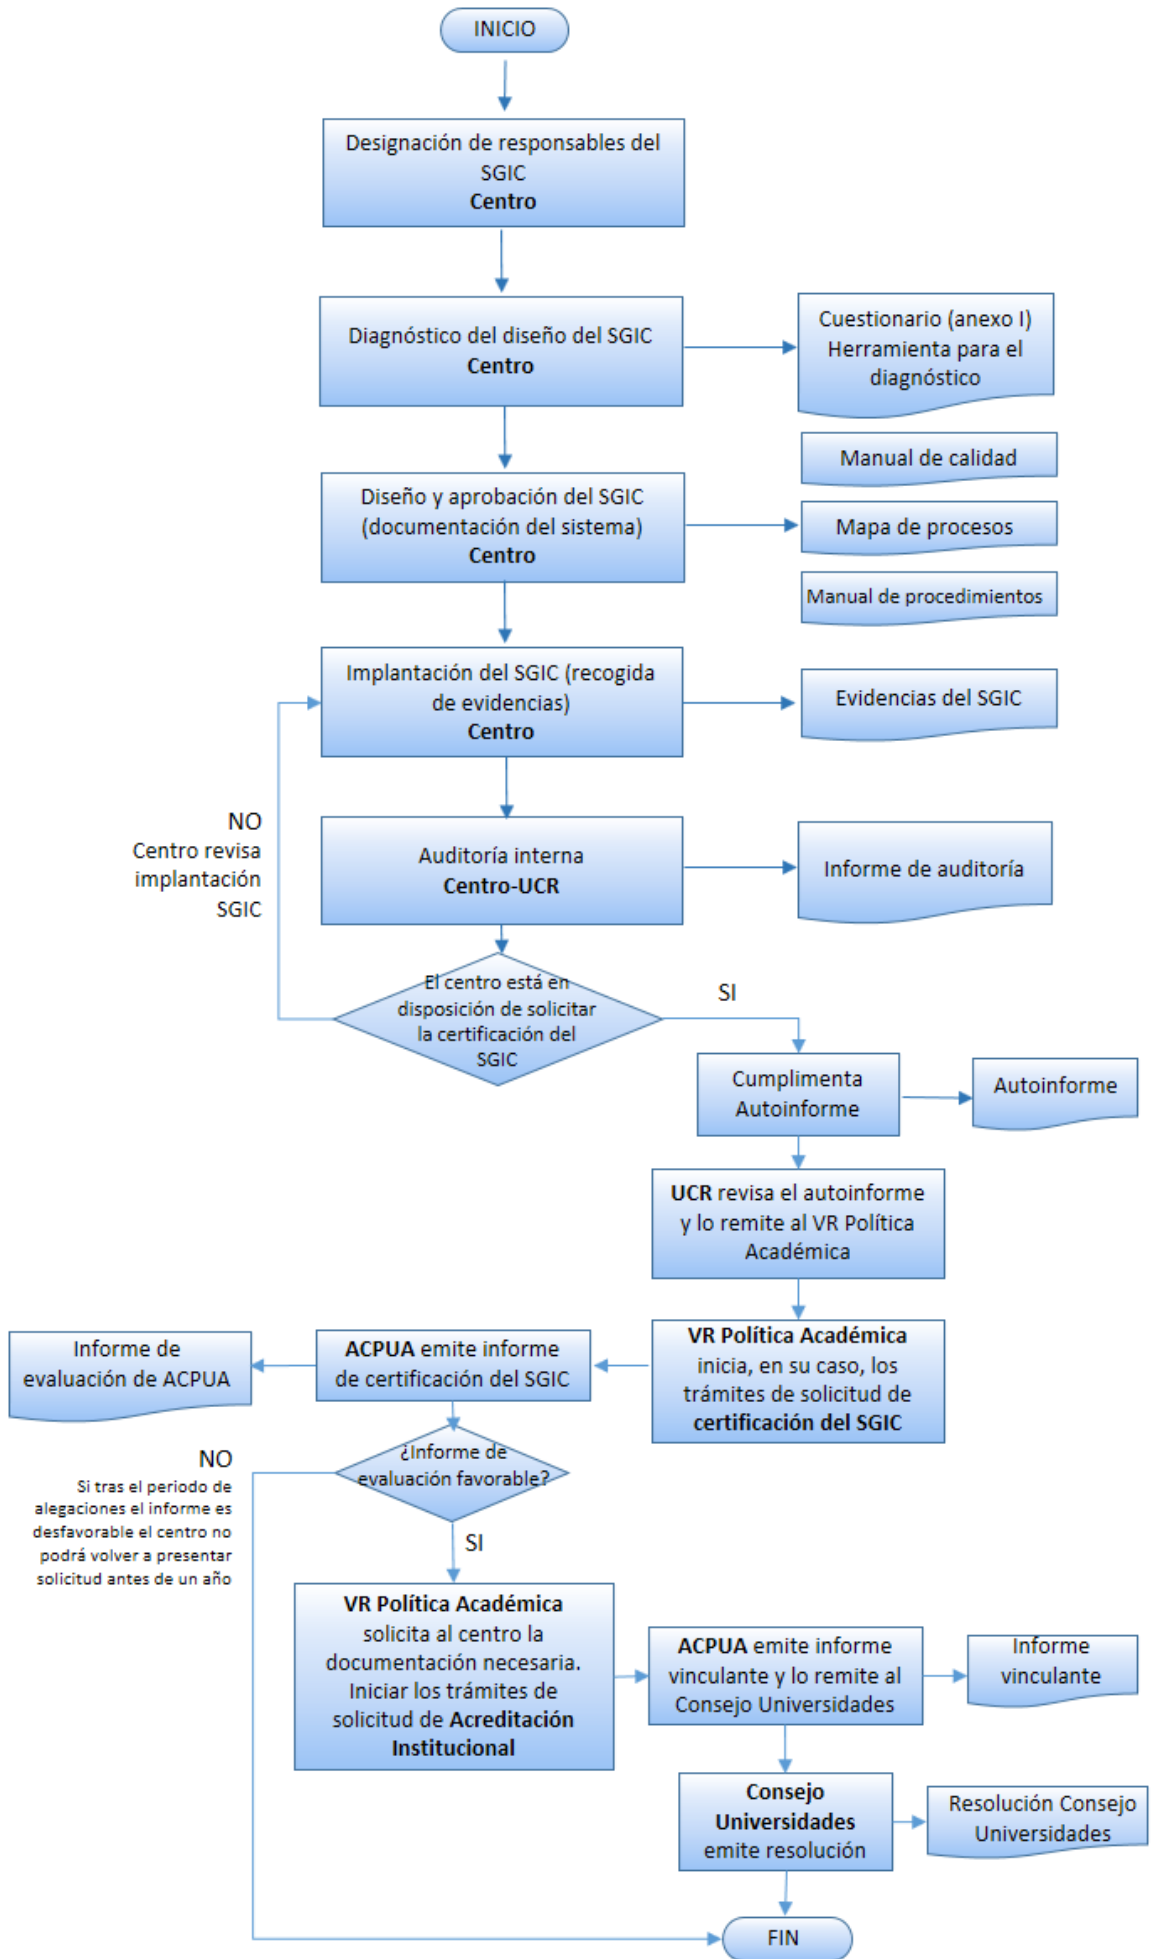 INICIO
Designación de responsables del
SGIC
Centro
Diagnóstico del diseño del SGIC
Centro
Cuestionario (anexo I)
Herramienta para el
diagnóstico
Manual de calidad
Diseño y aprobación del SGIC
(documentación del sistema)
Centro
Mapa de procesos
Manual de procedimientos
Implantación del SGIC (recogida
de evidencias)
Centro
Evidencias del SGIC
NO
Centro revisa
implantación
SGIC
Auditoría interna
Centro-UCR
Informe de auditoría
El centro está en
disposición de solicitar
la certificación del
SGIC
SI
Cumplimenta
Autoinforme
Autoinforme
UCR revisa el autoinforme
y lo remite al VR Política
Académica
VR Política Académica
inicia, en su caso, los
trámites de solicitud de
certificación del SGIC
ACPUA emite informe
de certificación del SGIC
Informe de
evaluación de ACPUA
¿Informe de
evaluación favorable?
NO
Si tras el periodo de
alegaciones el informe es
desfavorable el centro no
podrá volver a presentar
solicitud antes de un año
SI
VR Política Académica
solicita al centro la
documentación necesaria.
Iniciar los trámites de
solicitud de Acreditación
Institucional
ACPUA emite informe
vinculante y lo remite al
Consejo Universidades
Informe
vinculante
Consejo
Universidades
emite resolución
Resolución Consejo
Universidades
FIN